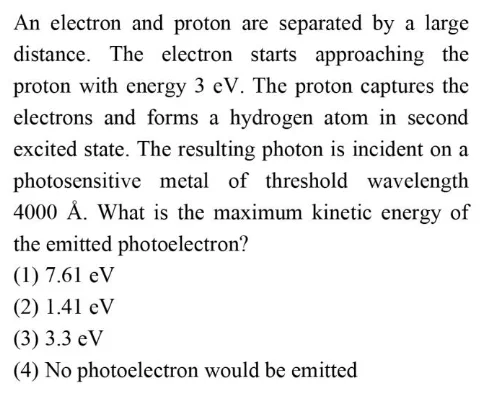 An electron and proton are separated by a large
distance. The electron starts approaching the
proton with energy 3 eV. The proton captures the
electrons and forms a hydrogen atom in second
excited state. The resulting photon is incident on a
photosensitive metal of threshold wavelength
4000 Å. What is the maximum kinetic energy of
the emitted photoelectron?
(1) 7.61 eV
(2) 1.41 eV
(3) 3.3 eV
(4) No photoelectron would be emitted